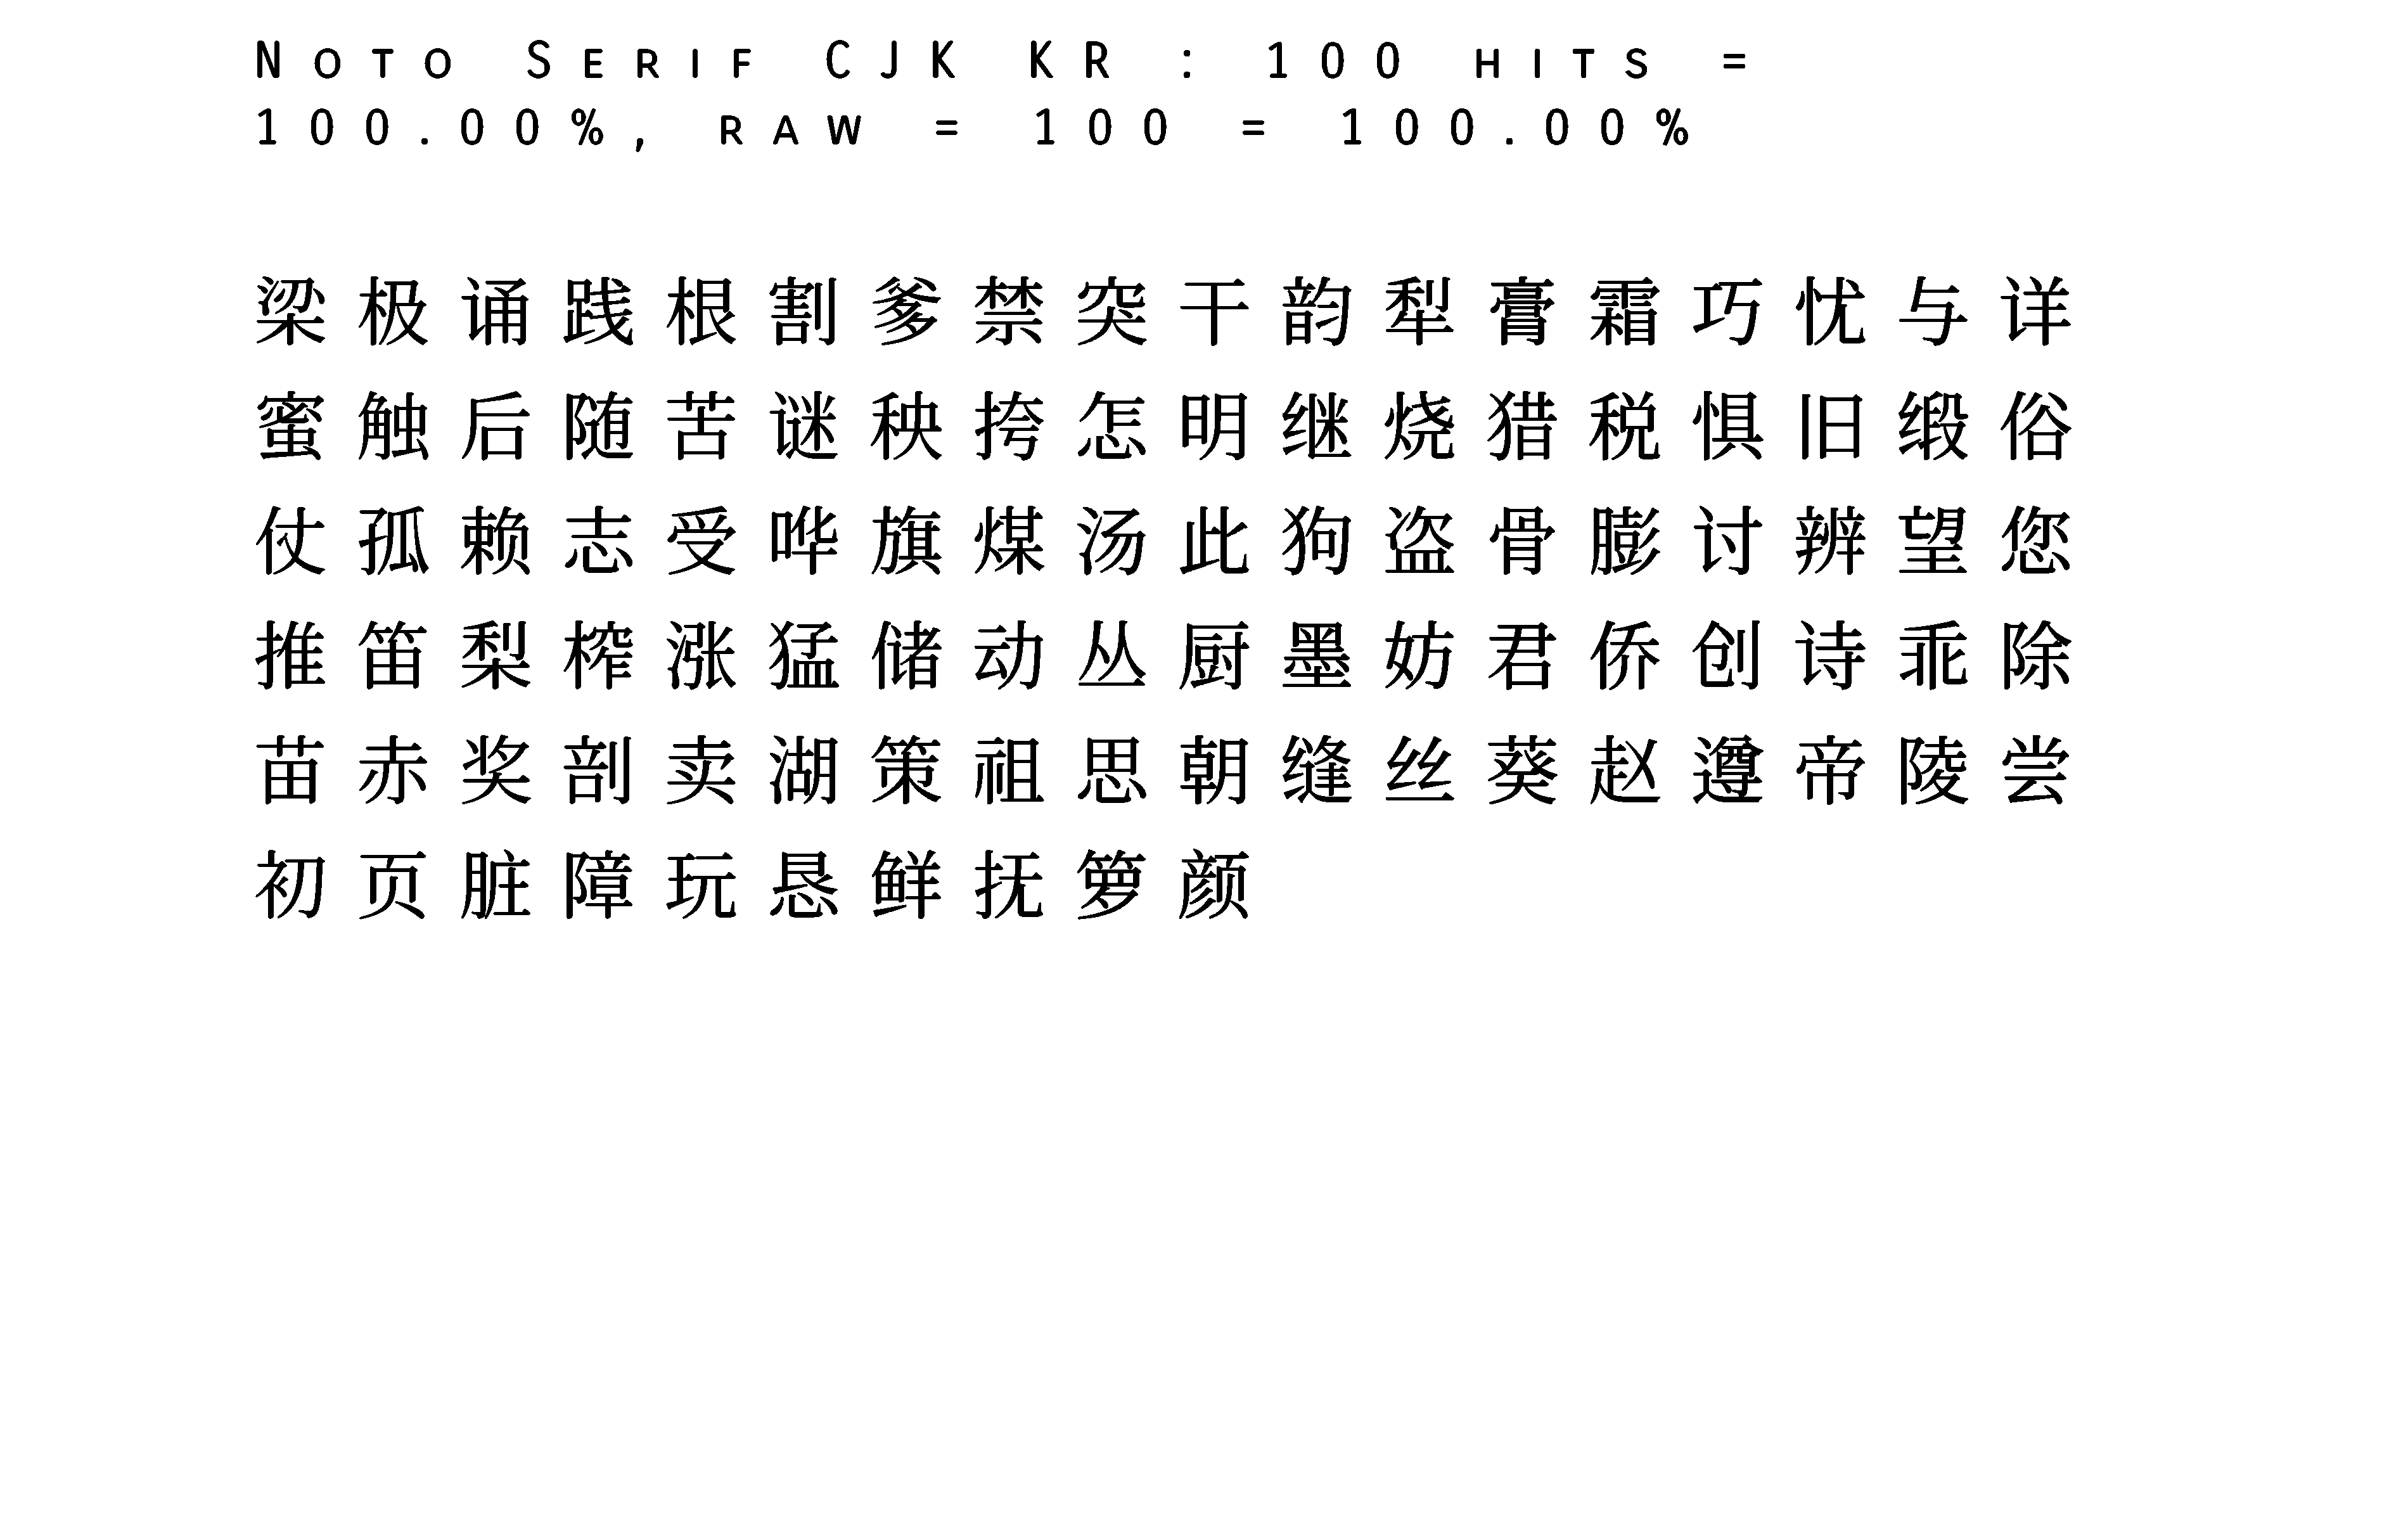 Noto Serif CJK KR : 100 hits =
100.00%, raw = 100 = 100.00%
梁极诵践根割爹禁突干韵犁膏霜巧忧与详
蜜触后随苦谜秧挎怎明继烧猎税惧旧缎俗
仗孤赖志受哗旗煤汤此狗盗骨膨讨辨望您
推笛梨榨涨猛储动丛厨墨妨君侨创诗乖除
苗赤奖剖卖湖策祖思朝缝丝葵赵遵帝陵尝
初页脏障玩恳鲜抚箩颜